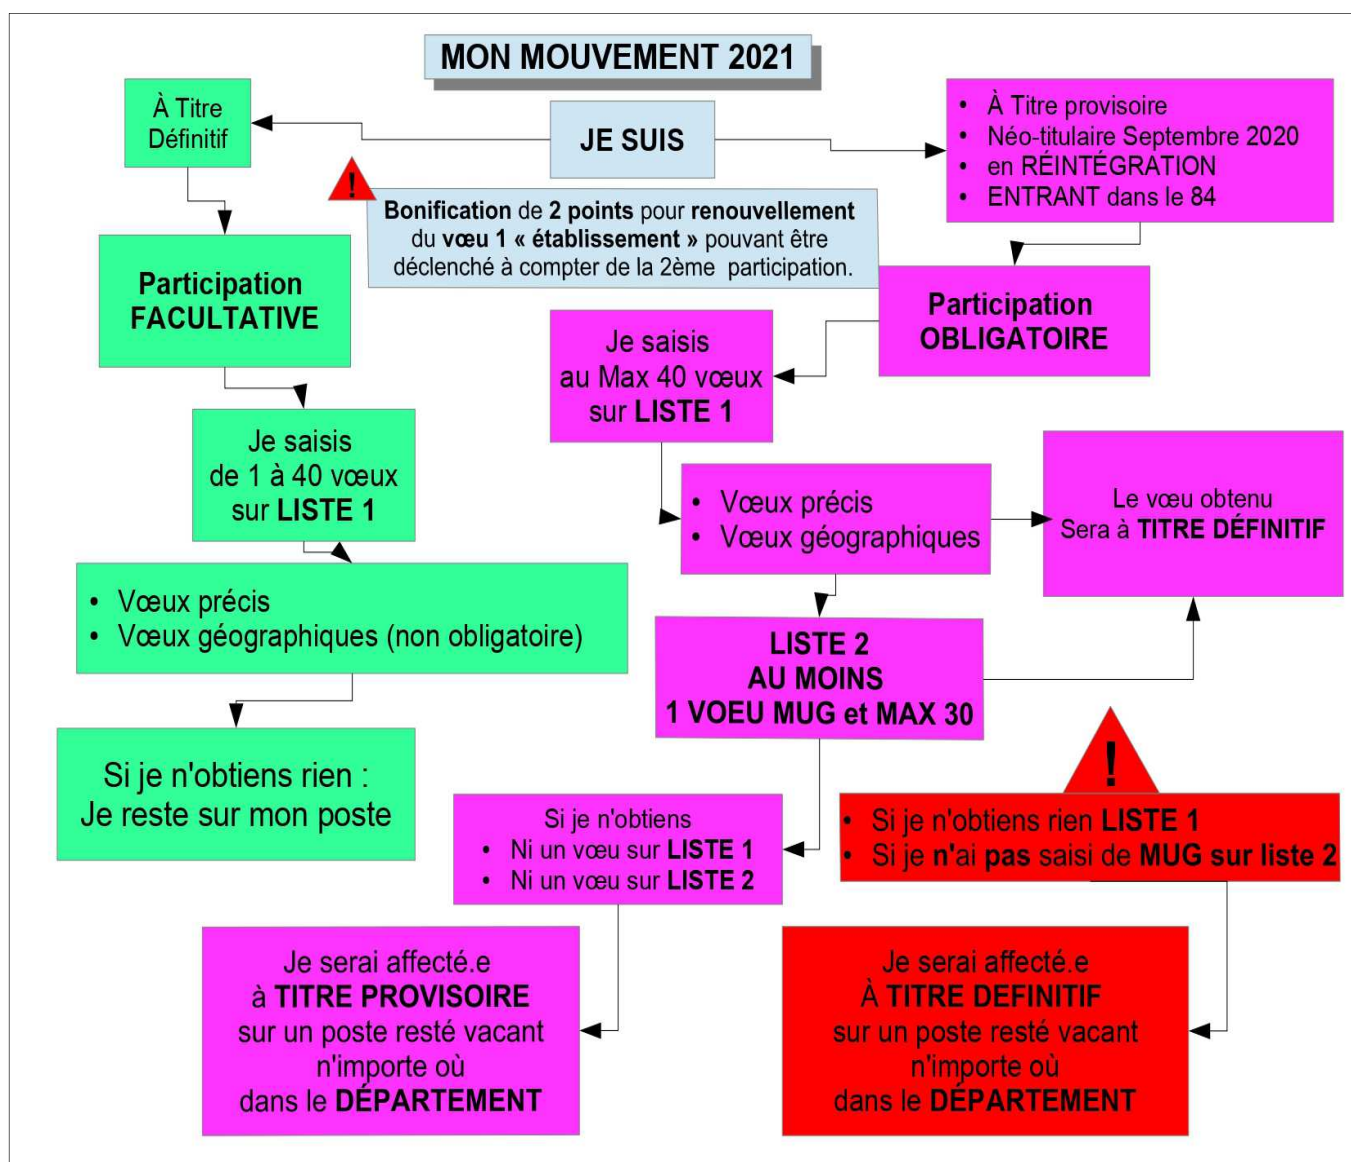 MON MOUVEMENT 2021
À Titre
Définitif
JE SUIS
• À Titre provisoire
• Néo-titulaire Septembre 2020
• en RÉINTÉGRATION
• ENTRANT dans le 84
!
Bonification de 2 points pour renouvellement
du vœu 1 « établissement » pouvant être
déclenché à compter de la 2ème participation.
Participation
FACULTATIVE
Participation
OBLIGATOIRE
Je saisis
au Max 40 vœux
sur LISTE 1
Je saisis
de 1 à 40 vœux
sur LISTE 1
• Vœux précis
• Vœux géographiques
Le vœu obtenu
Sera à TITRE DÉFINITIF
• Vœux précis
• Vœux géographiques (non obligatoire)
LISTE 2
AU MOINS
1 VOEU MUG et MAX 30
Si je n'obtiens rien :
Je reste sur mon poste
Si je n'obtiens
• Ni un vœu sur LISTE 1
• Ni un vœu sur LISTE 2
!
• Si je n'obtiens rien LISTE 1
• Si je n'ai pas saisi de MUG sur liste 2
Je serai affecté.e
à TITRE PROVISOIRE
sur un poste resté vacant
n'importe où
dans le DÉPARTEMENT
Je serai affecté.e
À TITRE DEFINITIF
sur un poste resté vacant
n'importe où
dans le DÉPARTEMENT